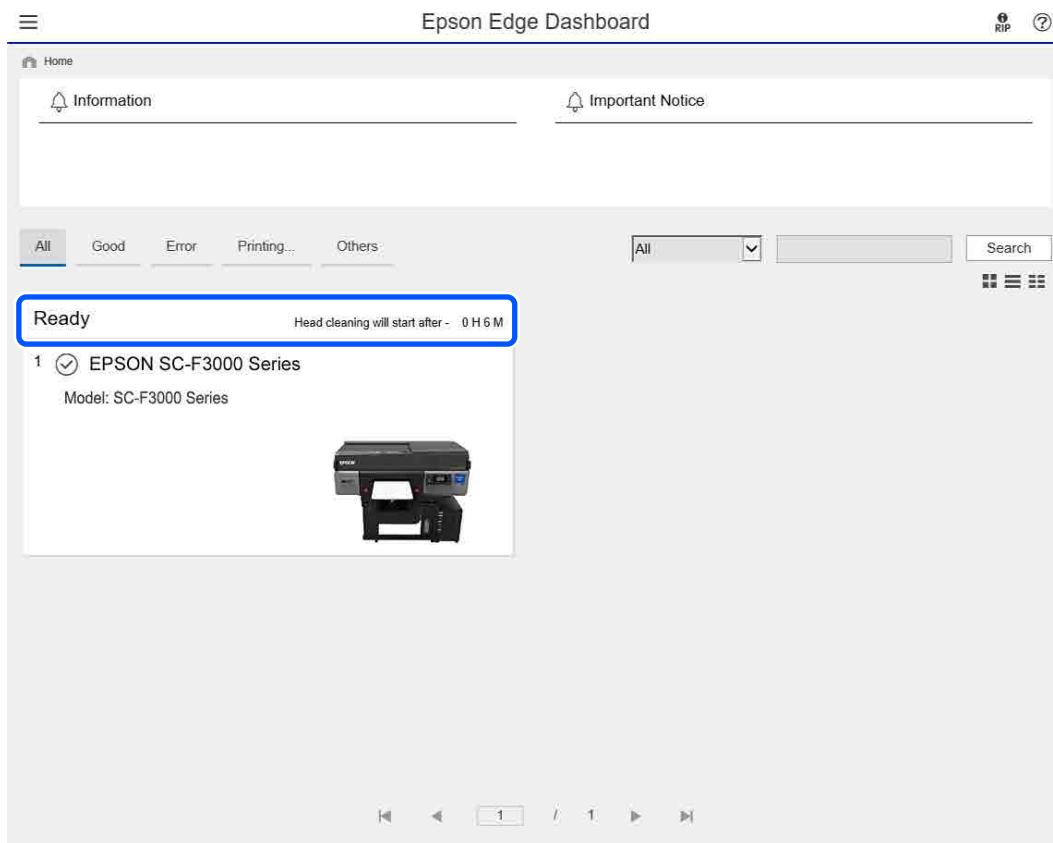 Epson Edge Dashboard
RIP
?
Home
Information
Important Notice
All Good Error Printing... Others
All
Search
Ready Head cleaning will start after - 0 H 6 M
1 EPSON SC-F3000 Series
Model: SC-F3000 Series
EPSON
1 / 1